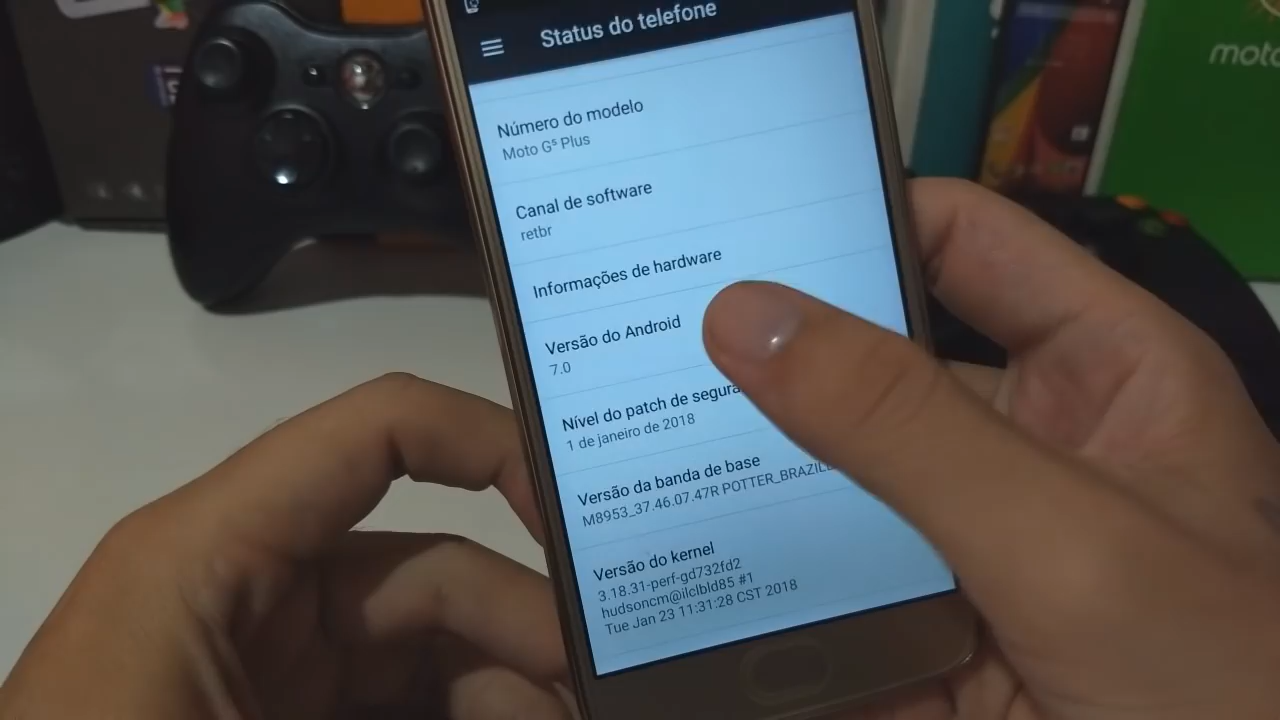 Status do telefone
Número do modelo
Moto G⁵ Plus
Canal de software
retbr
Informações de hardware
Versão do Android
7.0
Nível do patch de segura
1 de janeiro de 2018
Versão da banda de base
M8953_37.46.07.47R POTTER_BRAZIL
Versão do kernel
3.18.31-perf-gd732fd2
hudsoncm@ilclbld85 #1
Tue Jan 23 11:31:28 CST 2018
moto